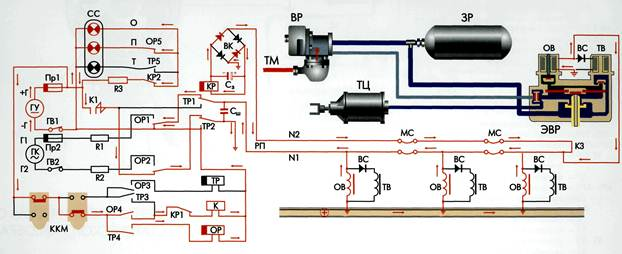 СС
О
П
ОР5
Т
ТР5
КР2
R3
Пр1
+Г
ГУ
-Г
К1
ГВ1
Г1
Пр2
ГК
Г2
ГВ2
ОР1
R1
ОР2
R2
ТР1
ТР2
ВК
Сз
КР
Сш
ОР3
ТР3
ОР4
ТР4
КР1
ТР
К
ОР
ККМ
ВР
ТМ
ЗР
ТЦ
ОВ
ВС
ТВ
ЭВР
N2
РП
N1
МС
МС
К3
ВС
ОВ
ТВ
ВС
ОВ
ТВ
ВС
ОВ
ТВ
+